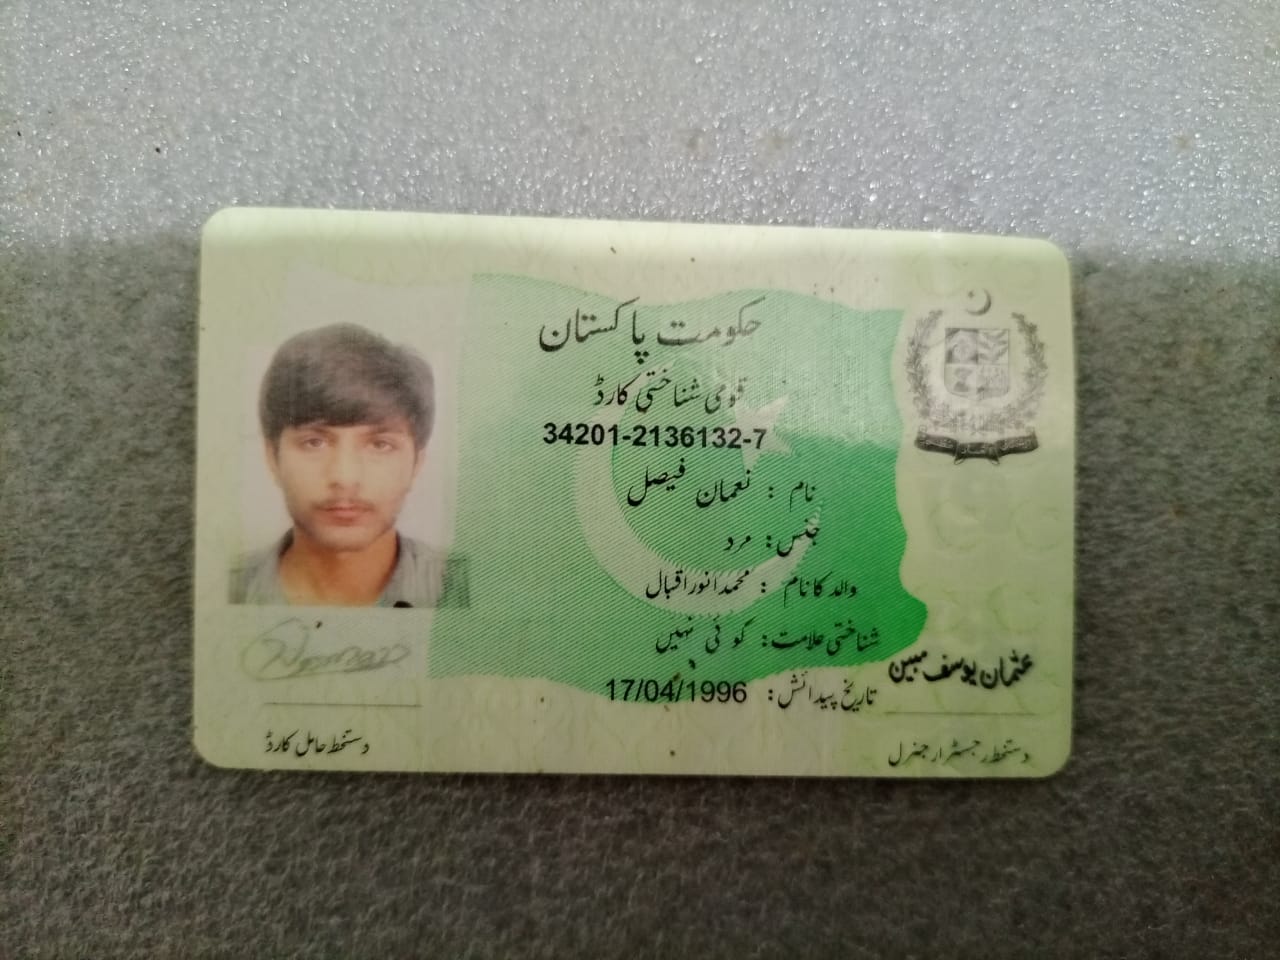 حکومت پاکستان
قومی شناختی کارڈ
34201-2136132-7
نام : نعمان فیصل
جنس: مرد
والد کا نام : محمد انور اقبال
شناختی علامت: کوئی نہیں
تاریخ پیدائش: 17/04/1996
عثمان یوسف مبین
دستخط رجسٹرار جنرل
دستخط حامل کارڈ